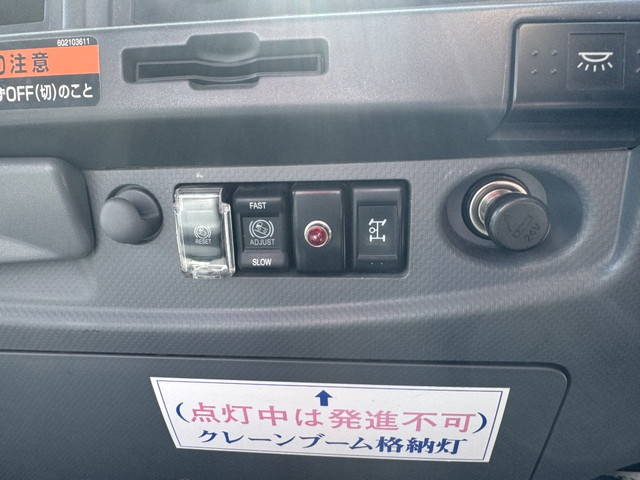 602103611
注意
OFF(切)のこと
RESET
FAST
ADJUST
SLOW
24V
(点灯中は発進不可)
クレーンブーム格納灯